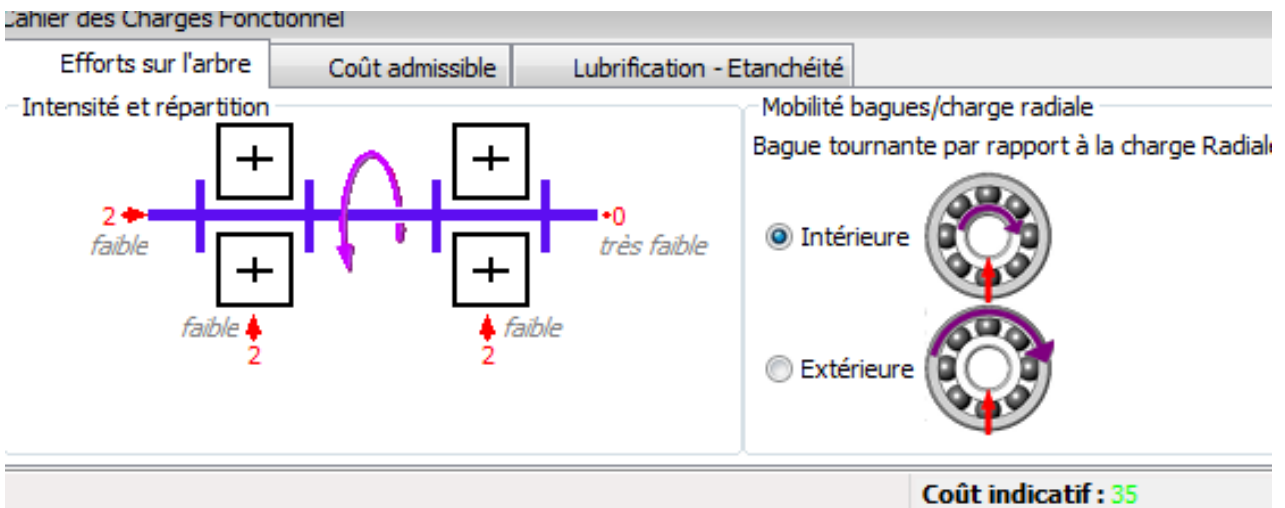 Cahier des Charges Fonctionnel
Efforts sur l'arbre
Coût admissible
Lubrification - Etanchéité
Intensité et répartition
2
faible
0
très faible
faible
2
faible
2
Mobilité bagues/charge radiale
Bague tournante par rapport à la charge Radiale
Intérieure
Extérieure
Coût indicatif : 35